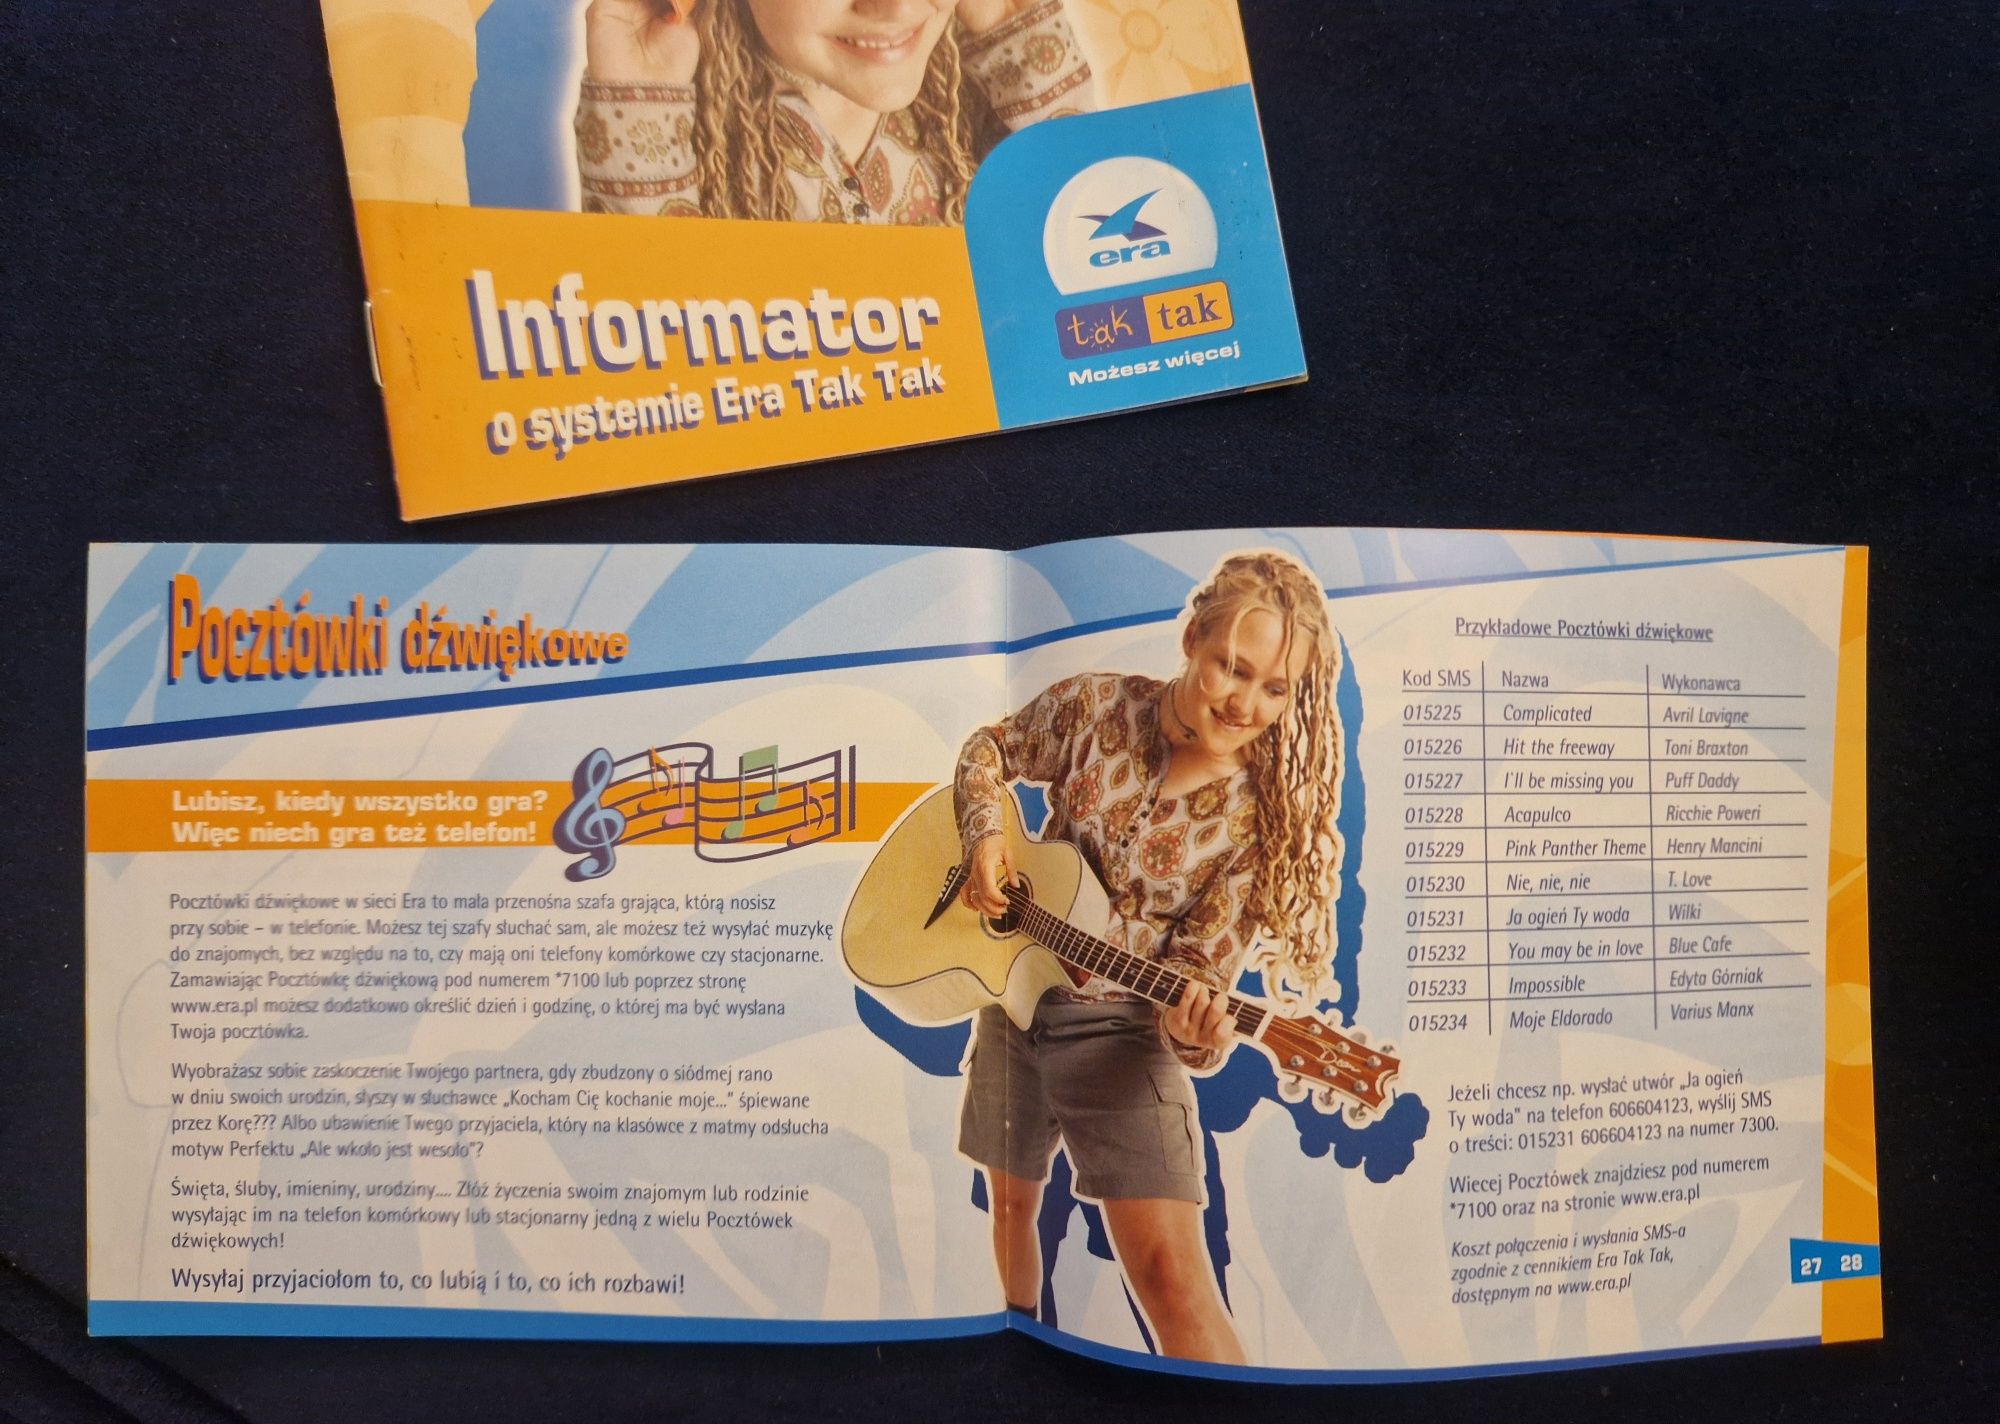 era
tak tak
Możesz więcej
Informator
o systemie Era Tak Tak
Pocztówki dźwiękowe
Lubisz, kiedy wszystko gra?
Więc niech gra też telefon!
Pocztówki dźwiękowe w sieci Era to mała przenośna szafa grająca, którą nosisz
przy sobie – w telefonie. Możesz tej szafy słuchać sam, ale możesz też wysyłać muzykę
do znajomych, bez względu na to, czy mają oni telefony komórkowe czy stacjonarne.
Zamawiając Pocztówkę dźwiękową pod numerem *7100 lub poprzez stronę
www.era.pl możesz dodatkowo określić dzień i godzinę, o której ma być wysłana
Twoja pocztówka.
Wyobrażasz sobie zaskoczenie Twojego partnera, gdy zbudzony o siódmej rano
w dniu swoich urodzin, słyszy w słuchawce „Kocham Cię kochanie moje..." śpiewane
przez Korę??? Albo ubawienie Twego przyjaciela, który na klasówce z matmy odsłucha
motyw Perfektu „Ale wkoło jest wesoło"?
Święta, śluby, imieniny, urodziny.... Złóż życzenia swoim znajomym lub rodzinie
wysyłając im na telefon komórkowy lub stacjonarny jedną z wielu Pocztówek
dźwiękowych!
Wysyłaj przyjaciołom to, co lubią i to, co ich rozbawi!
Przykładowe Pocztówki dźwiękowe
Kod SMS Nazwa Wykonawca
015225 Complicated Avril Lavigne
015226 Hit the freeway Toni Braxton
015227 I'll be missing you Puff Daddy
015228 Acapulco Ricchie Poweri
015229 Pink Panther Theme Henry Mancini
015230 Nie, nie, nie T. Love
015231 Ja ogień Ty woda Wilki
015232 You may be in love Blue Cafe
015233 Impossible Edyta Górniak
015234 Moje Eldorado Varius Manx
Jeżeli chcesz np. wysłać utwór „Ja ogień
Ty woda" na telefon 606604123, wyślij SMS
o treści: 015231 606604123 na numer 7300.
Wiecej Pocztówek znajdziesz pod numerem
*7100 oraz na stronie www.era.pl
Koszt połączenia i wysłania SMS-a
zgodnie z cennikiem Era Tak Tak,
dostępnym na www.era.pl
27 28